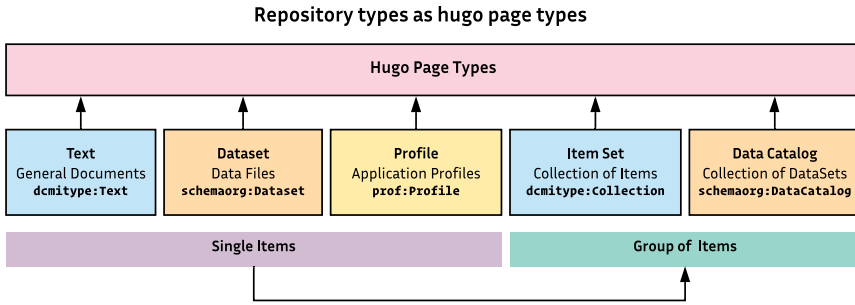 Repository types as hugo page types
Hugo Page Types
Text
General Documents
dcmitype:Text
Dataset
Data Files
schemaorg:Dataset
Profile
Application Profiles
prof:Profile
Item Set
Collection of Items
dcmitype:Collection
Data Catalog
Collection of DataSets
schemaorg:DataCatalog
Single Items
Group of Items